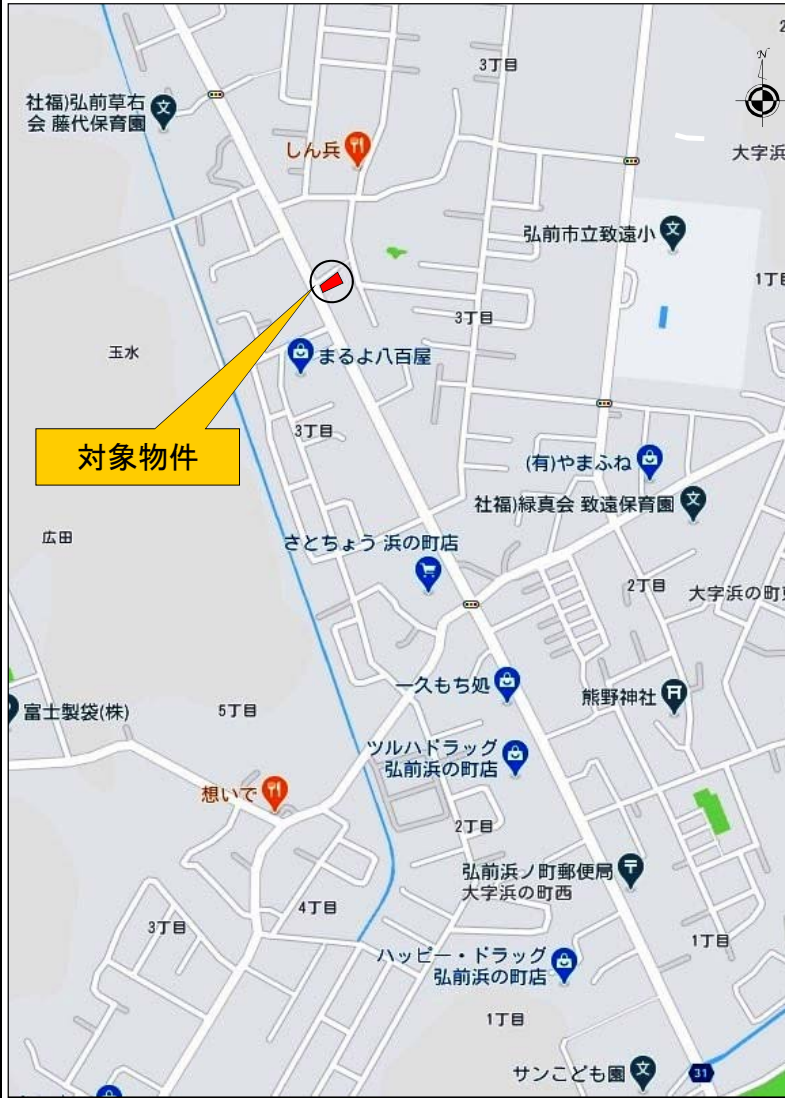 3丁目
2
N
社福)弘前草右
会 藤代保育園
しん兵
大字浜
弘前市立致遠小
1丁目
3丁目
玉水
まるよ八百屋
3丁目
対象物件
(有)やまふね
社福)緑真会 致遠保育園
広田
さとちょう 浜の町店
2丁目
大字浜の町東
一久もち処
熊野神社
富士製袋(株)
5丁目
ツルハドラッグ
弘前浜の町店
想いで
2丁目
弘前浜ノ町郵便局
大字浜の町西
4丁目
3丁目
1丁目
ハッピー・ドラッグ
弘前浜の町店
1丁目
サンこども園
31